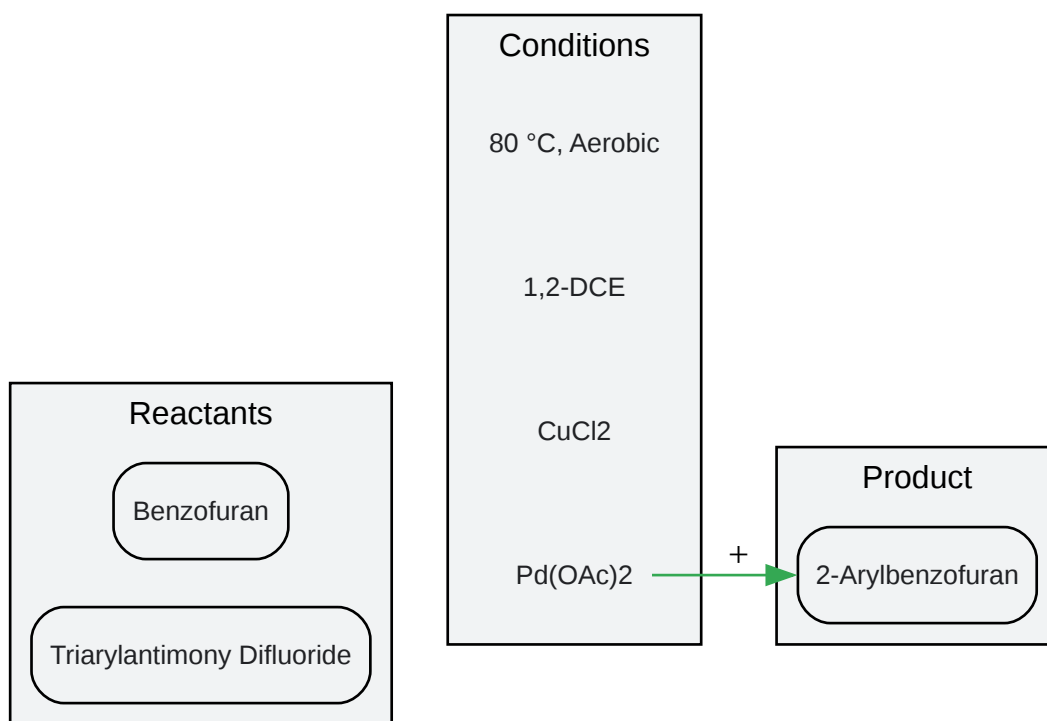 Reactants
Benzofuran
Triarylantimony Difluoride
Conditions
80 °C, Aerobic
1,2-DCE
CuCl2
Pd(OAc)2
+
Product
2-Arylbenzofuran